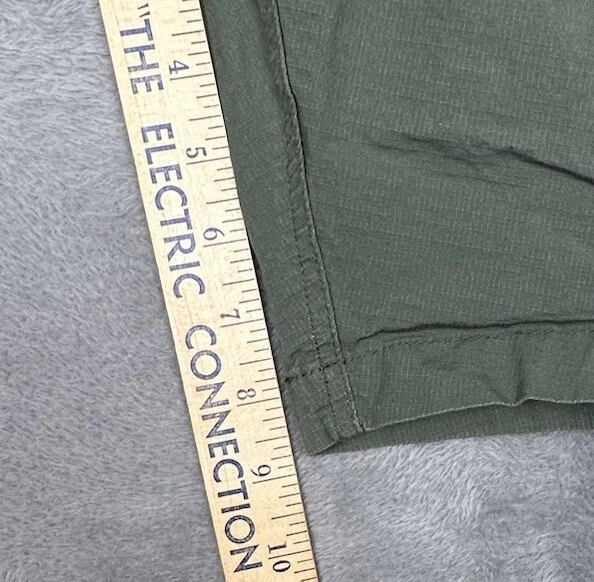 "THE ELECTRIC CONNECTION
4 5 6 7 8 9 10